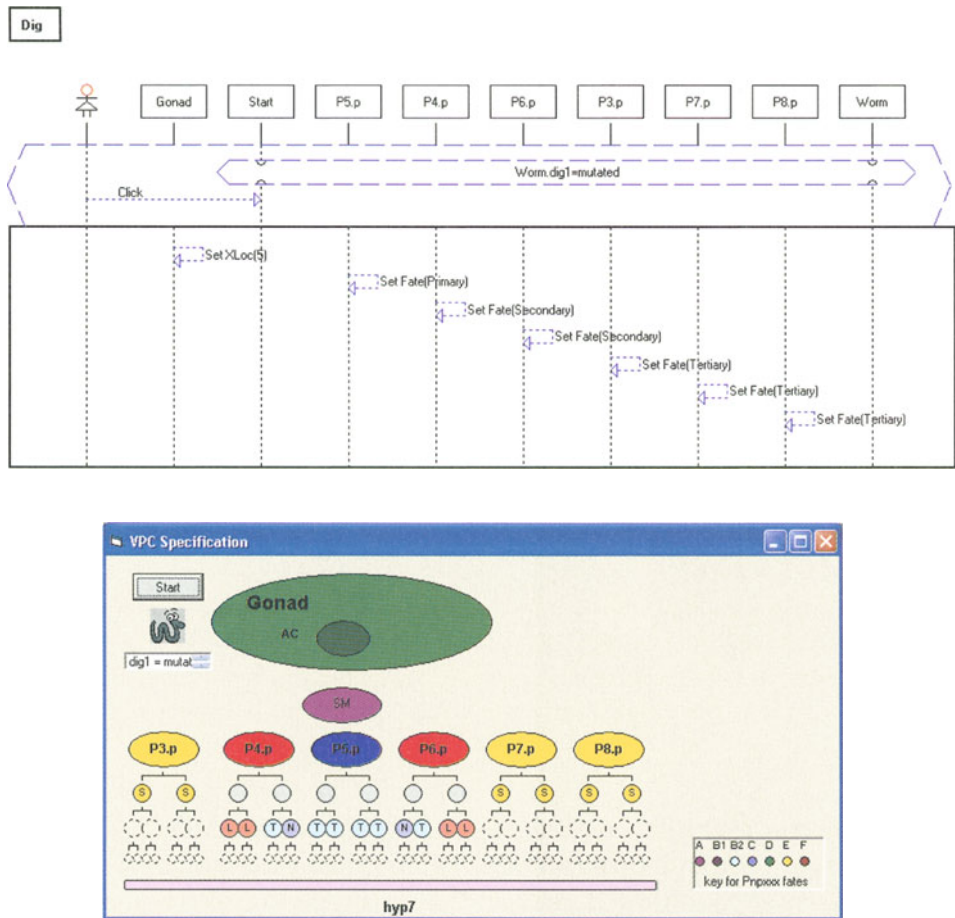 Dig
Gonad Start P5.p P4.p P6.p P3.p P7.p P8.p Worm
Worm.dig1=mutated
Click
Set XLoc(5)
Set Fate(Primary)
Set Fate(Secondary)
Set Fate(Secondary)
Set Fate(Tertiary)
Set Fate(Tertiary)
Set Fate(Tertiary)
VPC Specification
Start
Gonad
AC
dig1 = mutat
SM
P3.p P4.p P5.p P6.p P7.p P8.p
S S S S S S
L L T N T T T T N T L L
A B1 B2 C D E F
key for Pnpxxx fates
hyp7